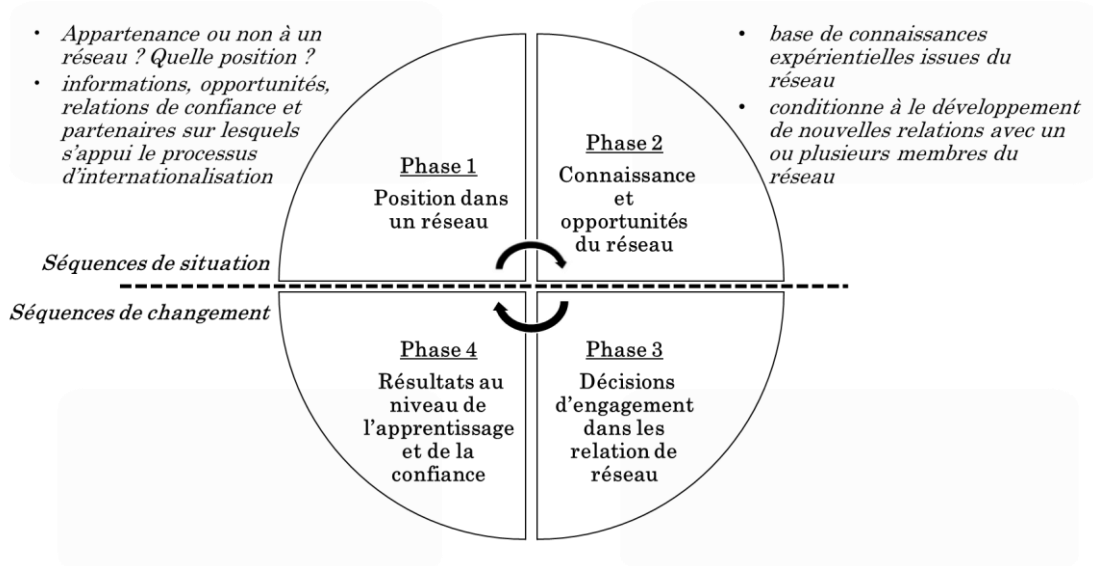 • Appartenance ou non à un
réseau ? Quelle position ?
• informations, opportunités,
relations de confiance et
partenaires sur lesquels
s'appui le processus
d'internationalisation
• base de connaissances
expérientielles issues du
réseau
• conditionne à le développement
de nouvelles relations avec un
ou plusieurs membres du
réseau
Phase 1
Position dans
un réseau
Phase 2
Connaissance
et
opportunités
du réseau
Séquences de situation
Séquences de changement
Phase 4
Résultats au
niveau de
l'apprentissage
et de la
confiance
Phase 3
Décisions
d'engagement
dans les
relation de
réseau